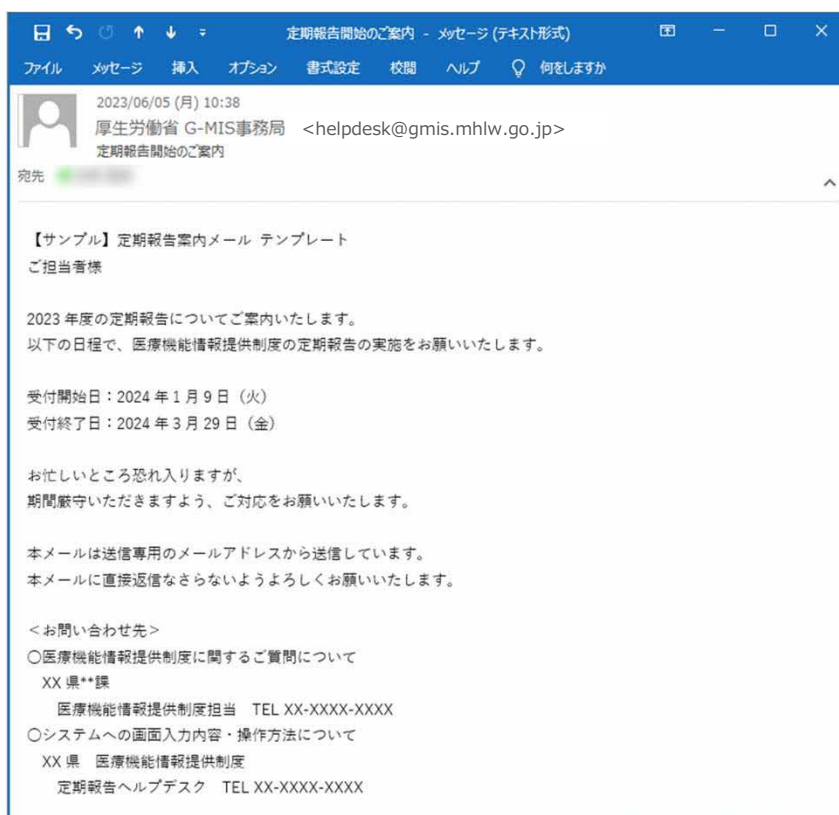 定期報告開始のご案内 - メッセージ (テキスト形式)
ファイル メッセージ 挿入 オプション 書式設定 校閲 ヘルプ 何をしますか
2023/06/05 (月) 10:38
厚生労働省 G-MIS事務局 <helpdesk@gmis.mhlw.go.jp>
定期報告開始のご案内
宛先
【サンプル】定期報告案内メール テンプレート
ご担当者様
2023 年度の定期報告についてご案内いたします。
以下の日程で、医療機能情報提供制度の定期報告の実施をお願いいたします。
受付開始日：2024 年 1 月 9 日（火）
受付終了日：2024 年 3 月 29 日（金）
お忙しいところ恐れ入りますが、
期間厳守いただきますよう、ご対応をお願いいたします。
本メールは送信専用のメールアドレスから送信しています。
本メールに直接返信なさらないようよろしくお願いいたします。
＜お問い合わせ先＞
〇医療機能情報提供制度に関するご質問について
XX 県**課
医療機能情報提供制度担当 TEL XX-XXXX-XXXX
〇システムへの画面入力内容・操作方法について
XX 県 医療機能情報提供制度
定期報告ヘルプデスク TEL XX-XXXX-XXXX